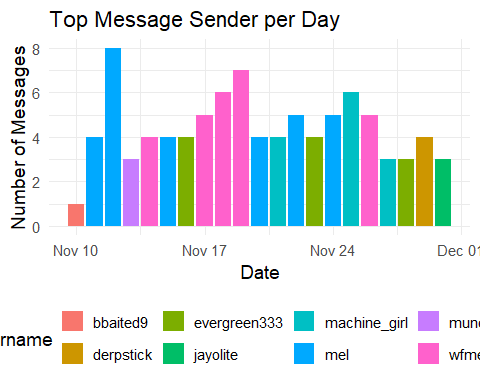 Top Message Sender per Day
Number of Messages
8
6
4
2
0
Nov 10 Nov 17 Nov 24 Dec 01
Date
rname
bbaited9 evergreen333 machine_girl
derpstick jayolite mel